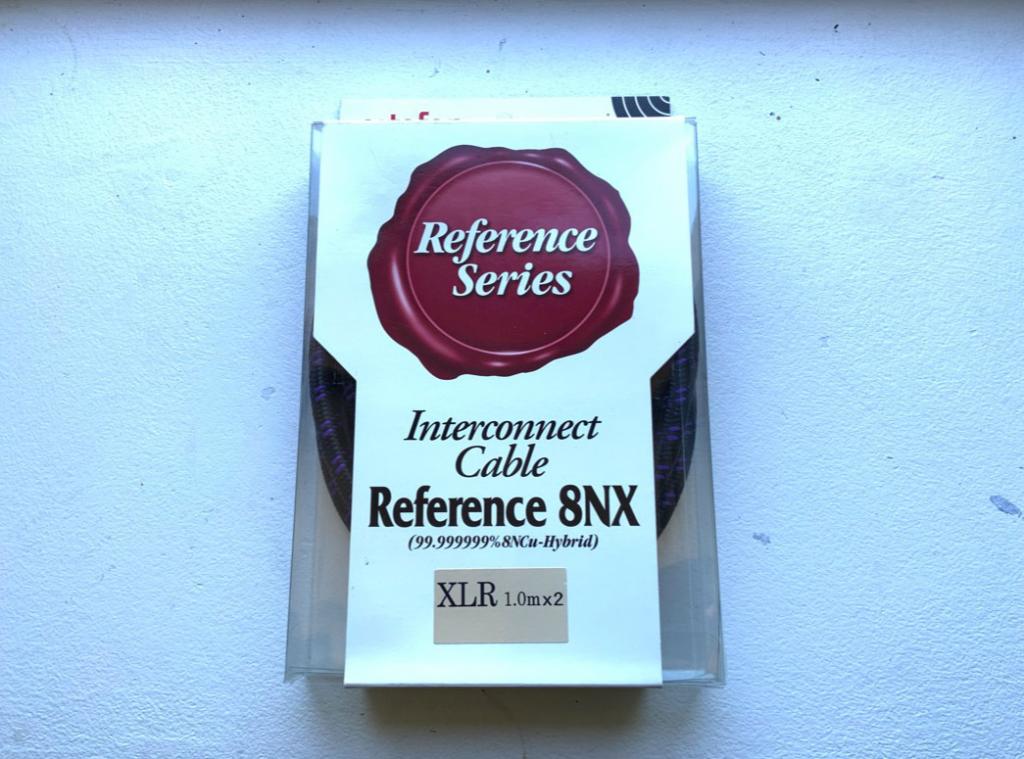 Reference
Series
Interconnect
Cable
Reference 8NX
(99.999999%8NCu-Hybrid)
XLR 1.0m×2